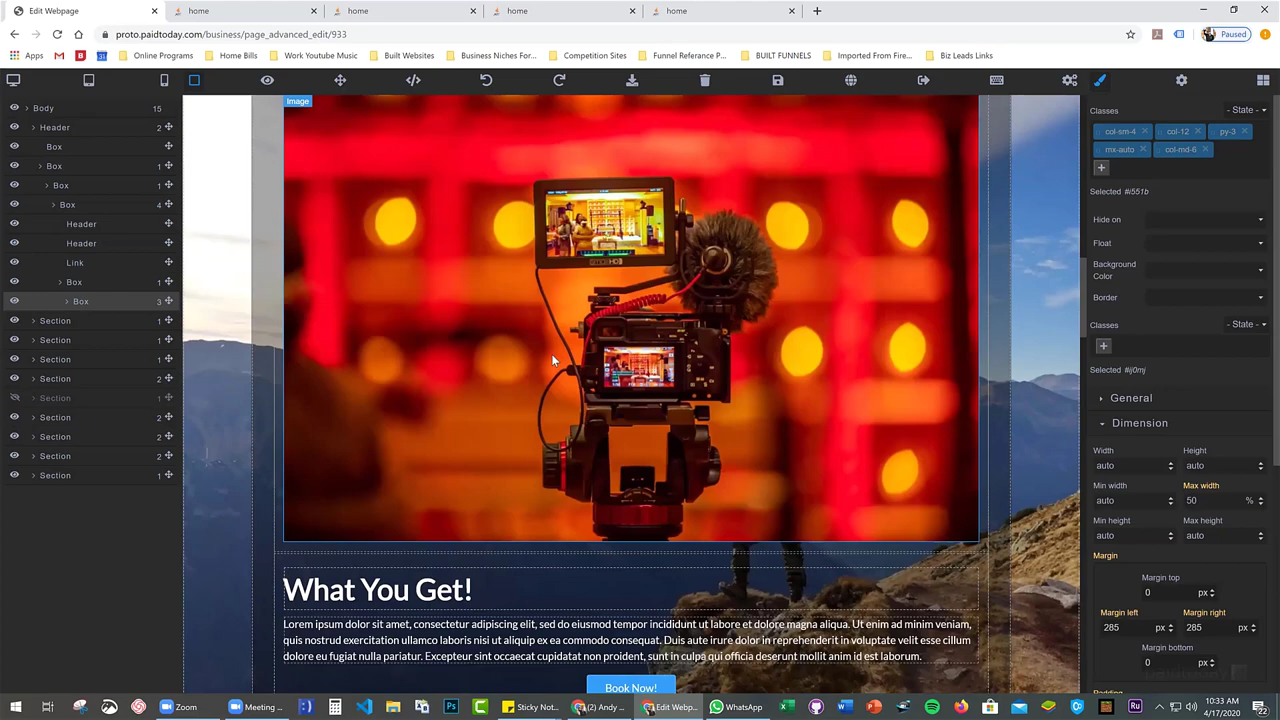 Edit Webpage
home
home
home
home
proto.paidtoday.com/business/page_advanced_edit/933
Paused
Apps
Online Programs
Home Bills
Work Youtube Music
Built Websites
Business Niches For...
Competition Sites
Funnel Referance P...
BUILT FUNNELS
Imported From Fire...
Biz Leads Links
Body 15
Header 2
Box
Box 1
Box 1
Box 4
Header
Header
Link
Box 1
Box 3
Section 1
Section 1
Section 1
Section 1
Section 1
Section 1
Section 1
Section 1
Section 1
Image
What You Get!
Lorem ipsum dolor sit amet, consectetur adipiscing elit, sed do eiusmod tempor incididunt ut labore et dolore magna aliqua. Ut enim ad minim veniam,
quis nostrud exercitation ullamco laboris nisi ut aliquip ex ea commodo consequat. Duis aute irure dolor in reprehenderit in voluptate velit esse cillum
dolore eu fugiat nulla pariatur. Excepteur sint occaecat cupidatat non proident, sunt in culpa qui officia deserunt mollit anim id est laborum.
Book Now!
Classes - State -
col-sm-4 col-12 py-3
mx-auto col-md-6
Selected #i551b
Hide on
Float
Background
Color
Border
Classes - State -
Selected #ij0mj
General
Dimension
Width Height
auto auto
Min width Max width
auto 50 %
Min height Max height
auto auto
Margin
Margin top
0 px
Margin left Margin right
285 px 285 px
Margin bottom
0 px
Padding
Zoom
Meeting ...
Sticky Not...
(2) Andy ...
Edit Webp...
WhatsApp
10:33 AM
4/17/2020